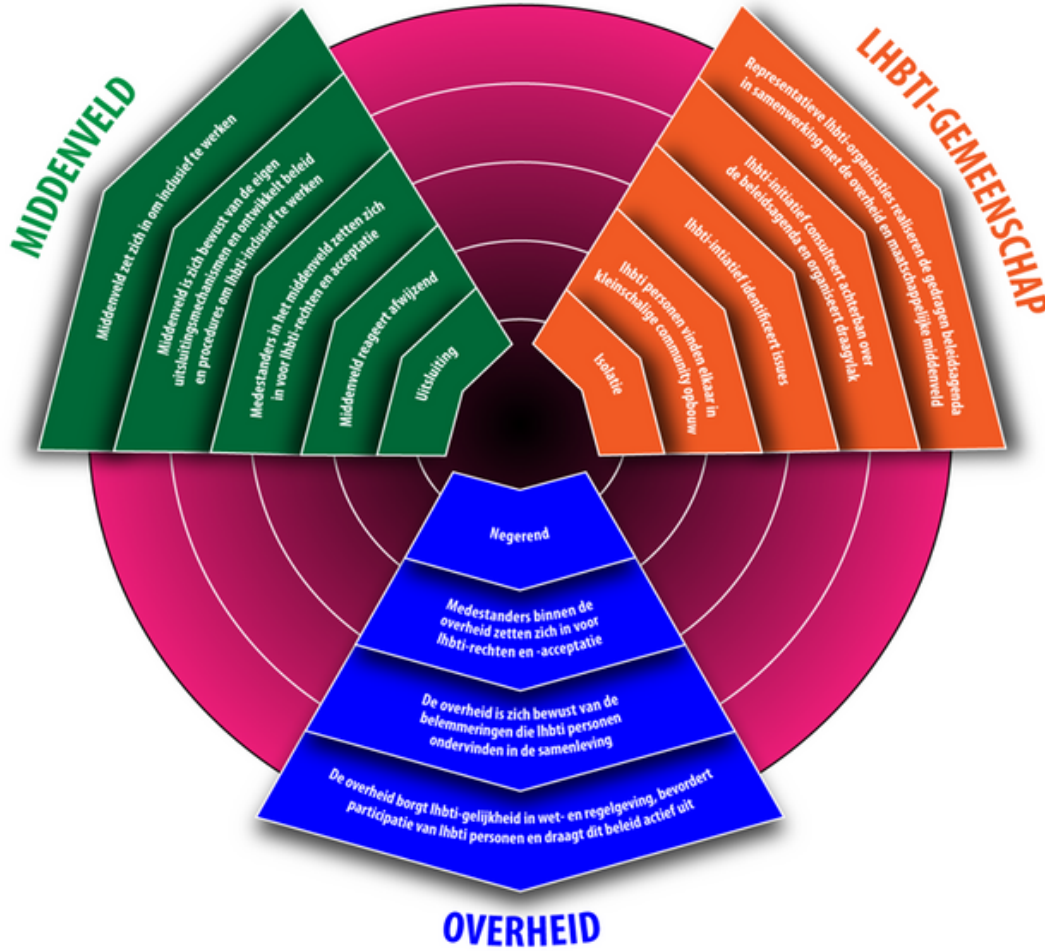 MIDDENVELD
Middenveld zet zich in om inclusief te werken
Middenveld is zich bewust van de eigen
uitsluitingsmechanismen en ontwikkelt beleid
en procedures om lhbti-inclusief te werken
Medestanders in het middenveld zetten zich
in voor lhbti-rechten en acceptatie
Middenveld reageert afwijzend
Uitsluiting
LHBTI-GEMEENSCHAP
Representatieve lhbti-organisaties realiseren de gedragen beleidsagenda
in samenwerking met de overheid en maatschappelijke middenveld
lhbti-initiatief consulteert achterban over
de beleidsagenda en organiseert draagvlak
lhbti-intiatief identificeert issues
lhbti personen vinden elkaar in
kleinschalige community opbouw
Isolatie
Negerend
Medestanders binnen de
overheid zetten zich in voor
lhbti-rechten en -acceptatie
De overheid is zich bewust van de
belemmeringen die lhbti personen
ondervinden in de samenleving
De overheid borgt lhbti-gelijkheid in wet- en regelgeving, bevordert
participatie van lhbti personen en draagt dit beleid actief uit
OVERHEID